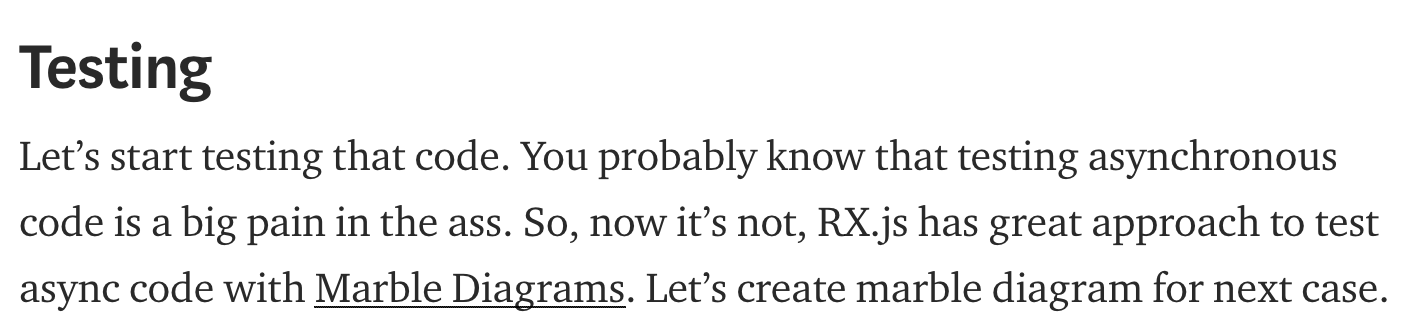 Testing
Let’s start testing that code. You probably know that testing asynchronous
code is a big pain in the ass. So, now it’s not, RX.js has great approach to test
async code with Marble Diagrams. Let’s create marble diagram for next case.